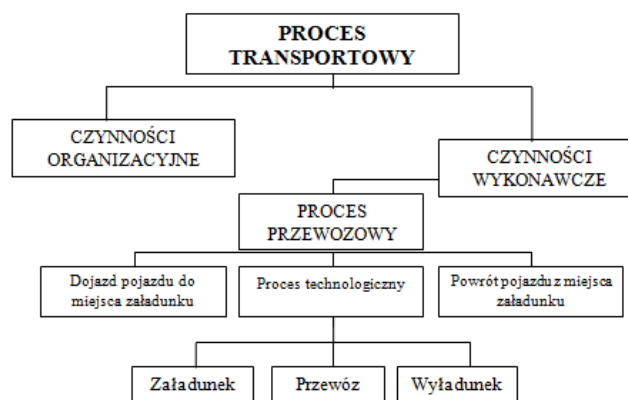 PROCES
TRANSPORTOWY
CZYNNOŚCI
ORGANIZACYJNE
CZYNNOŚCI
WYKONAWCZE
PROCES
PRZEWOZOWY
Dojazd pojazdu do
miejsca załadunku
Proces technologiczny
Powrót pojazdu z miejsca
załadunku
Załadunek
Przewóz
Wyładunek